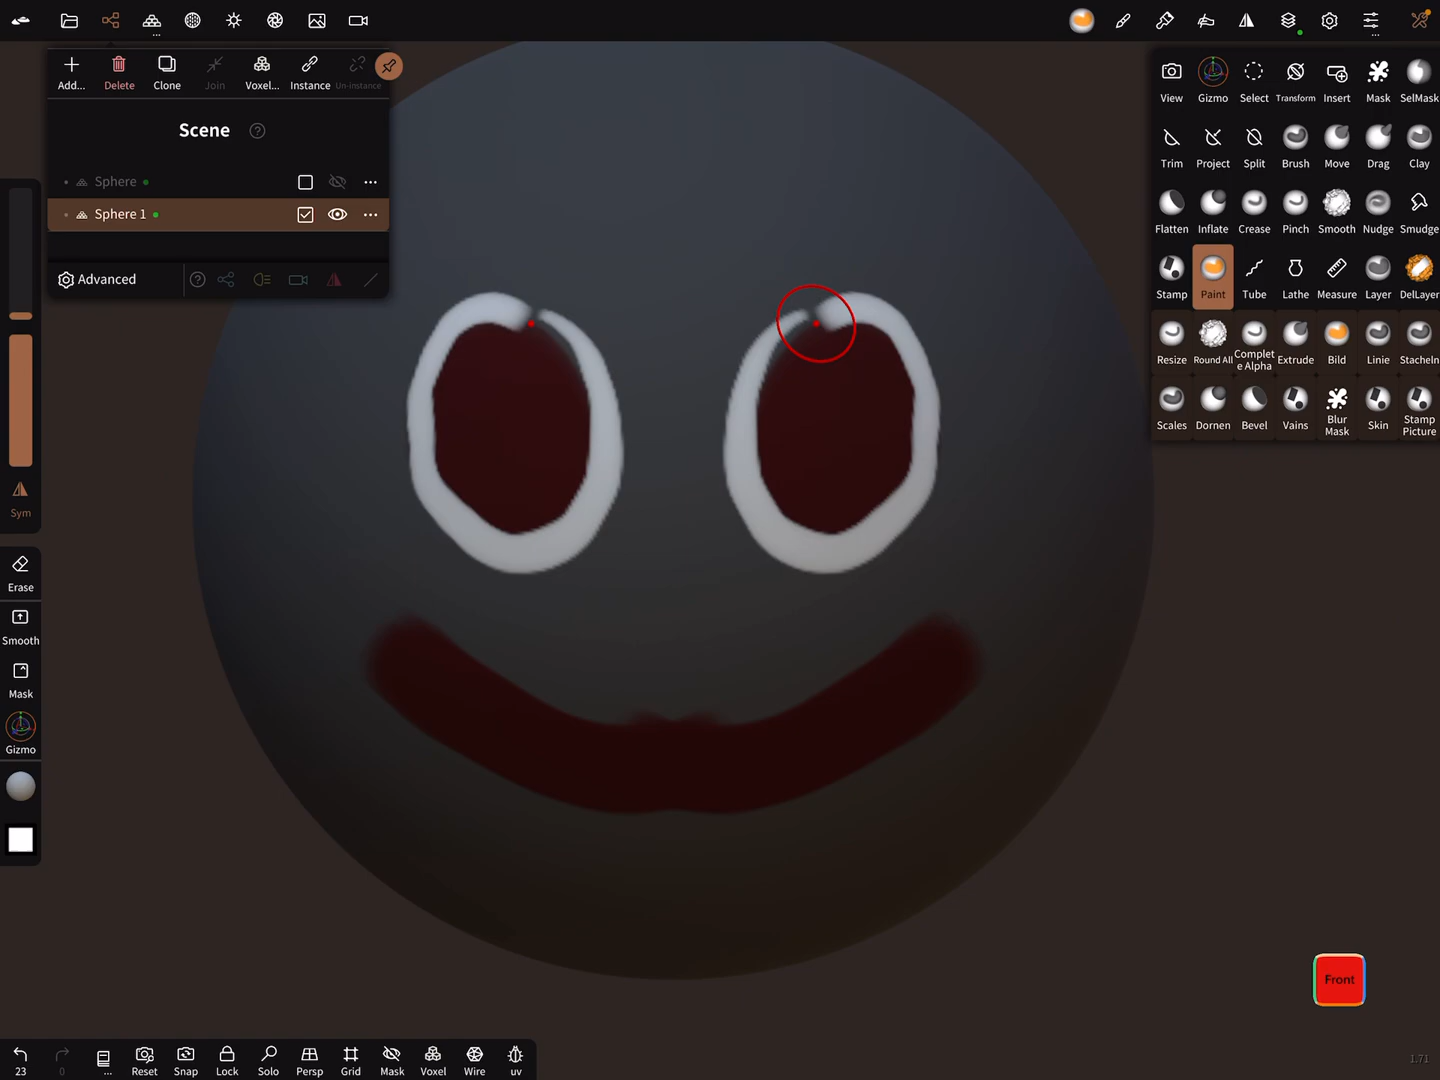 Add...
Delete
Clone
Join
Voxel...
Instance
Un-instance
Scene
Sphere
Sphere 1
Advanced
View
Gizmo
Select
Transform
Insert
Mask
SelMask
Trim
Project
Split
Brush
Move
Drag
Clay
Flatten
Inflate
Crease
Pinch
Smooth
Nudge
Smudge
Stamp
Paint
Tube
Lathe
Measure
Layer
DelLayer
Resize
Round All
Complet
e Alpha
Extrude
Bild
Linie
Stacheln
Scales
Dornen
Bevel
Vains
Blur
Mask
Skin
Stamp
Picture
Sym
Erase
Smooth
Mask
Gizmo
Front
23
0
...
Reset
Snap
Lock
Solo
Persp
Grid
Mask
Voxel
Wire
uv
1.71